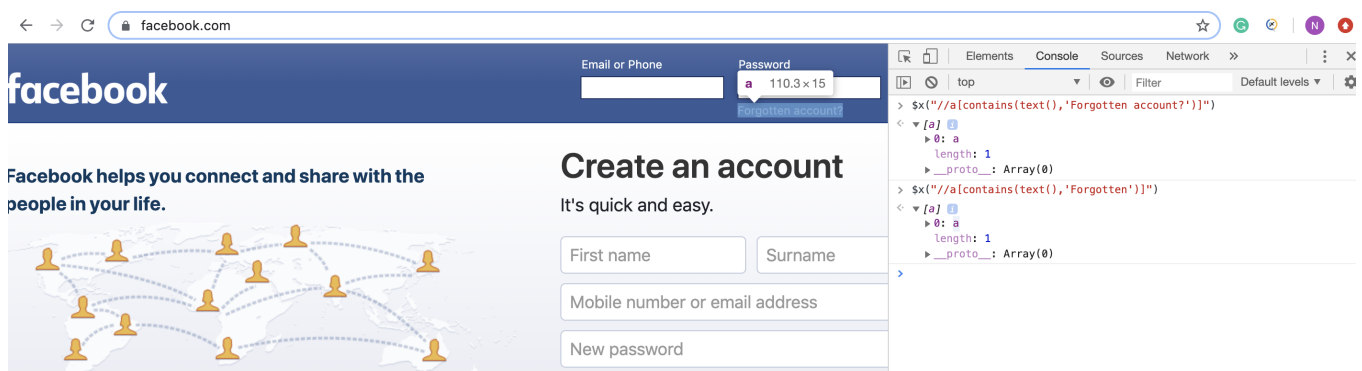 facebook.com
N
facebook
Email or Phone
Password
a 110.3 × 15
Forgotten account?
Facebook helps you connect and share with the
people in your life.
Create an account
It's quick and easy.
First name
Surname
Mobile number or email address
New password
Elements Console Sources Network »
top ▼ Filter Default levels ▼
> $x("//a[contains(text(),'Forgotten account?')]")
▼ [a] i
▶ 0: a
length: 1
▶ __proto__: Array(0)
> $x("//a[contains(text(),'Forgotten')]")
▼ [a] i
▶ 0: a
length: 1
▶ __proto__: Array(0)
>